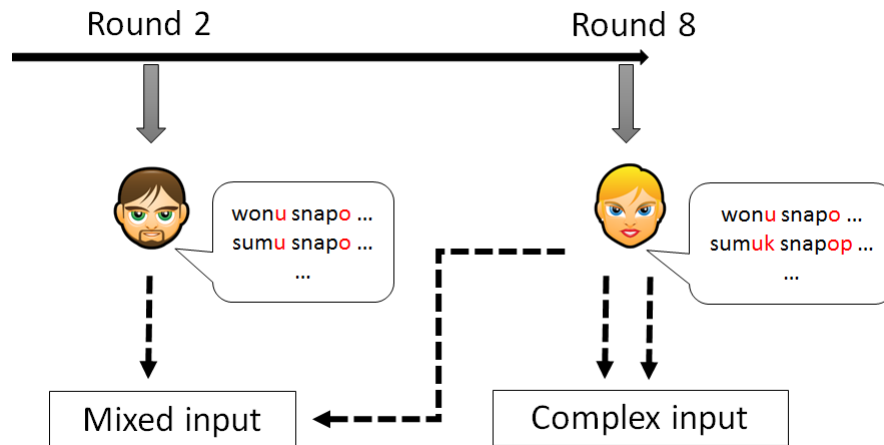 Round 2
Round 8
wonu snapo ...
sumu snapo ...
...
wonu snapo ...
sumuk snapop ...
...
Mixed input
Complex input